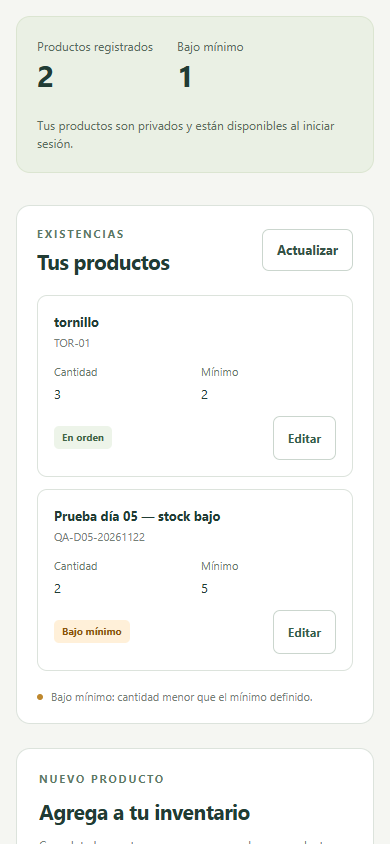 Productos registrados
2
Bajo mínimo
1
Tus productos son privados y están disponibles al iniciar
sesión.
EXISTENCIAS
Tus productos
Actualizar
tornillo
TOR-01
Cantidad
3
Mínimo
2
En orden
Editar
Prueba día 05 — stock bajo
QA-D05-20261122
Cantidad
2
Mínimo
5
Bajo mínimo
Editar
Bajo mínimo: cantidad menor que el mínimo definido.
NUEVO PRODUCTO
Agrega a tu inventario